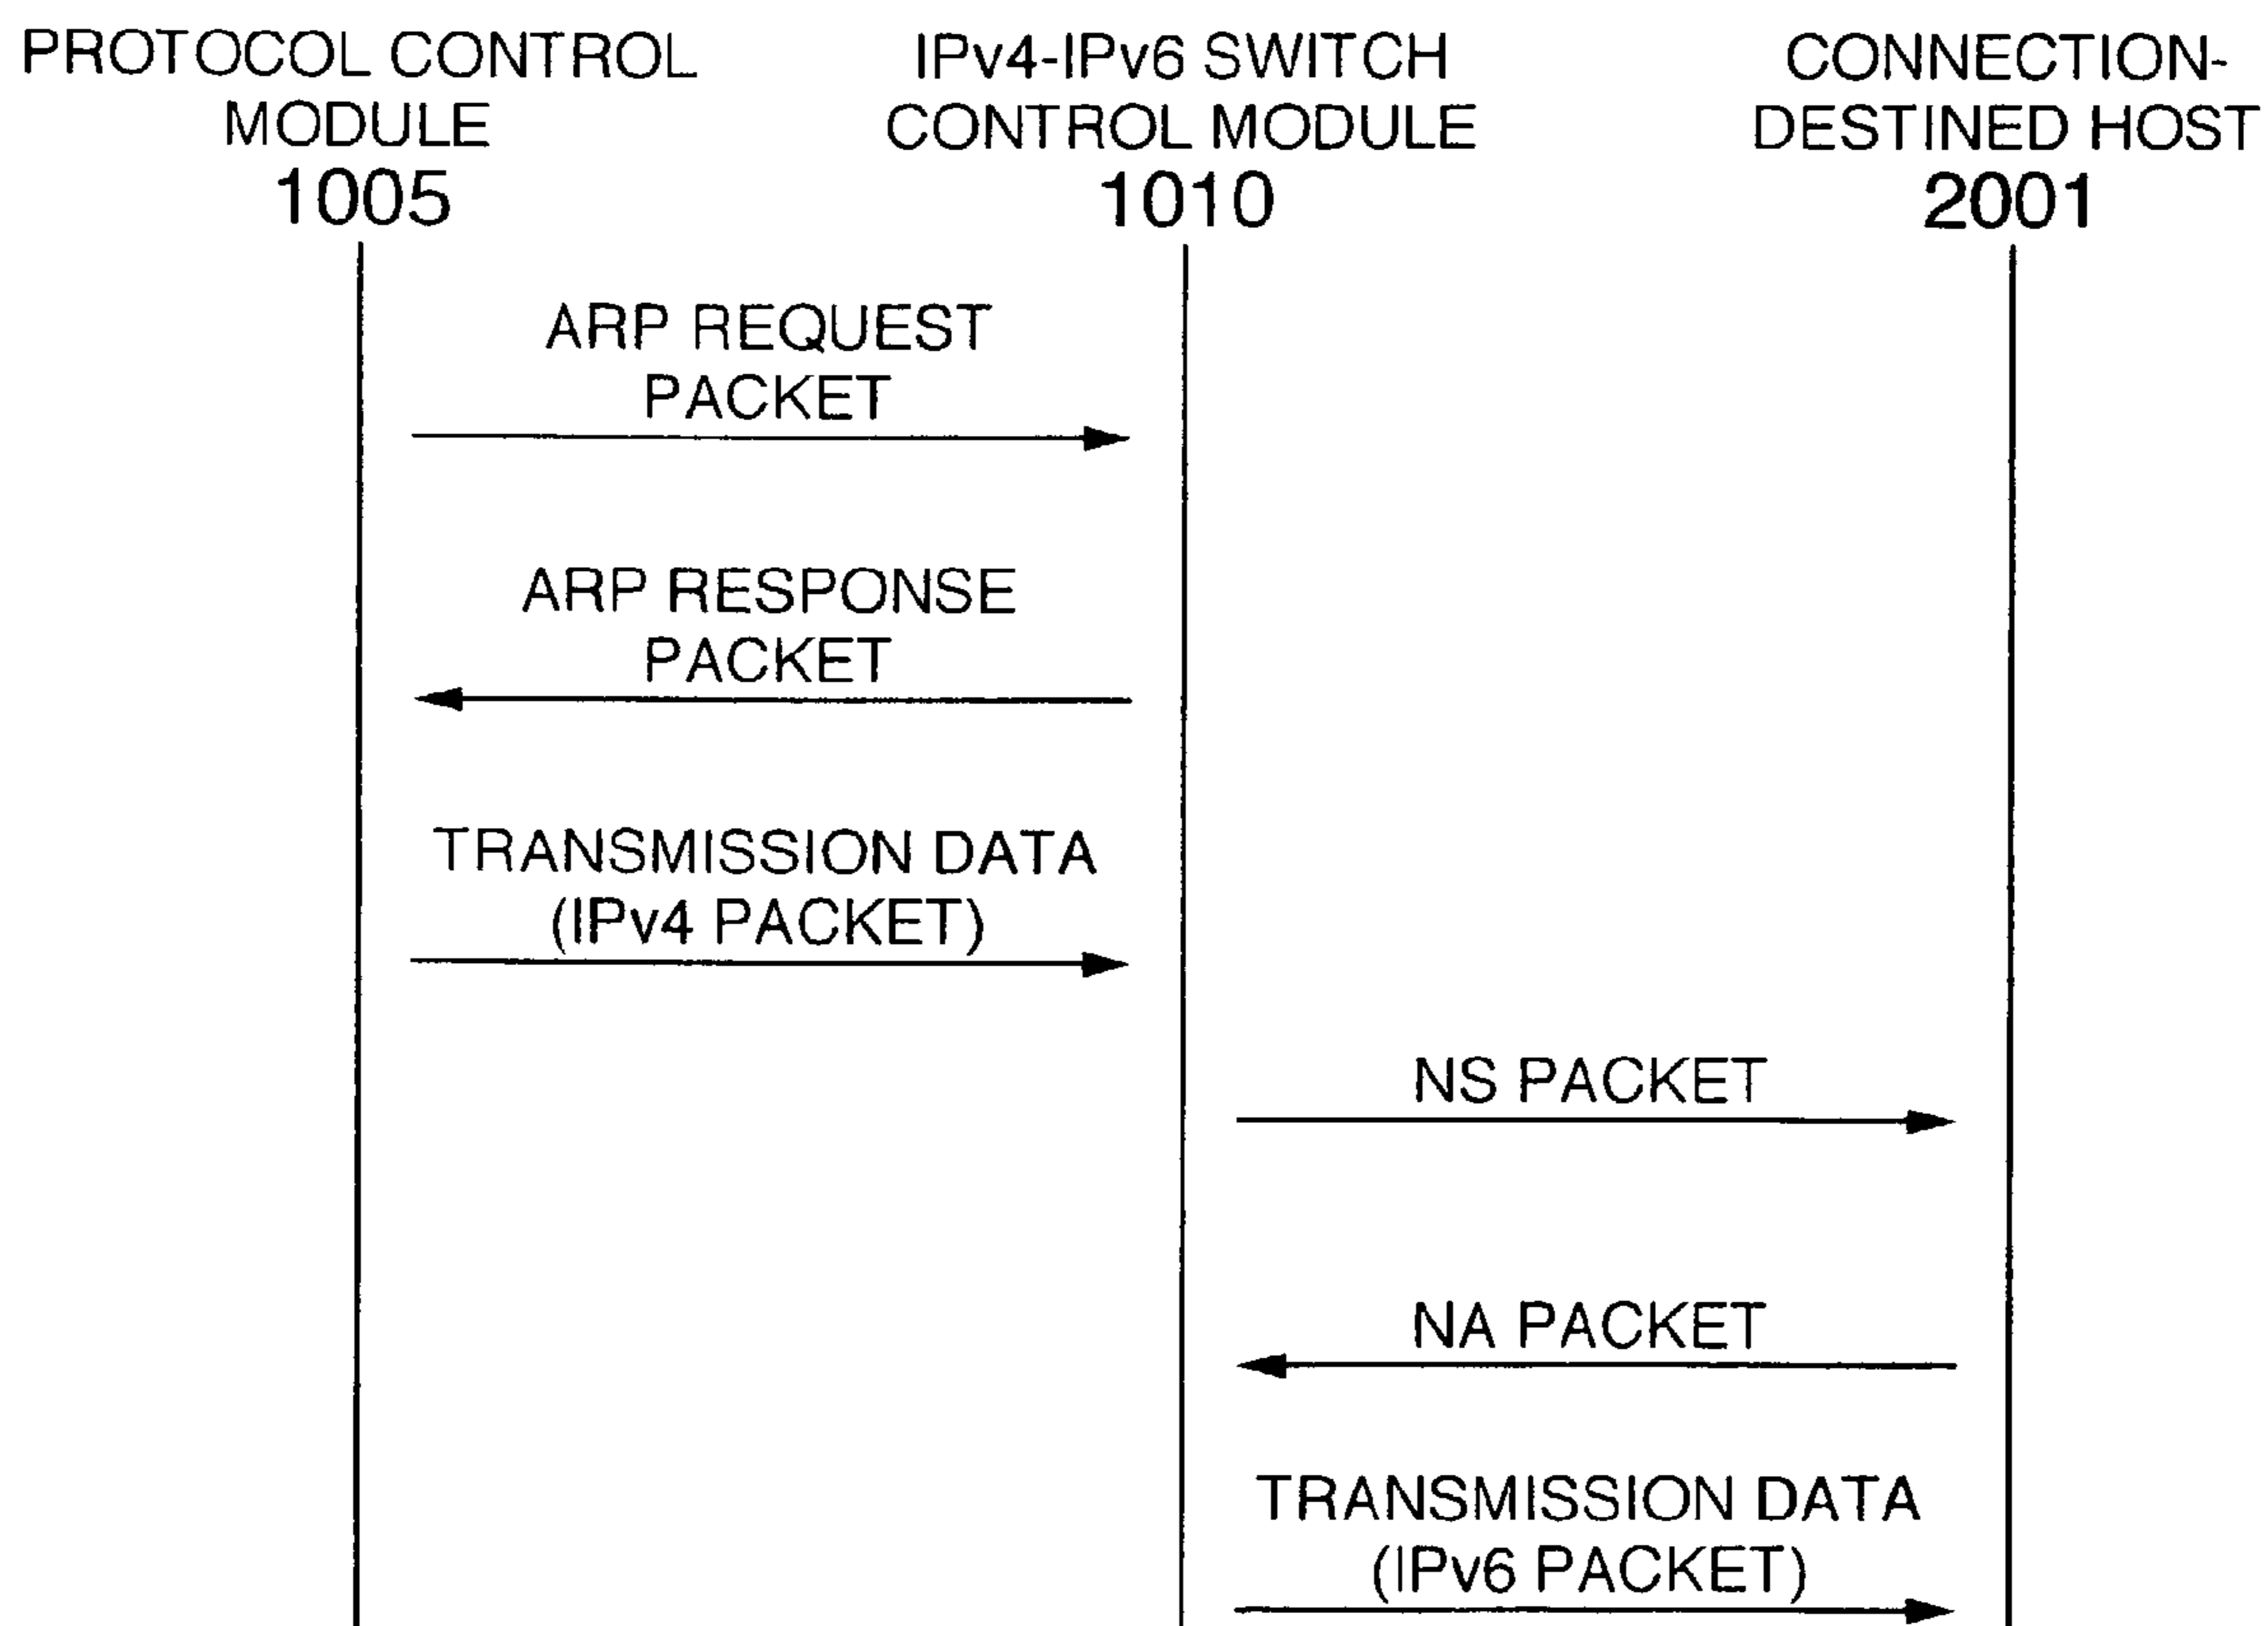 PROTOCOL CONTROL
MODULE
1005
IPv4-IPv6 SWITCH
CONTROL MODULE
1010
CONNECTION-
DESTINED HOST
2001
ARP REQUEST
PACKET
ARP RESPONSE
PACKET
TRANSMISSION DATA
(IPv4 PACKET)
NS PACKET
NA PACKET
TRANSMISSION DATA
(IPv6 PACKET)